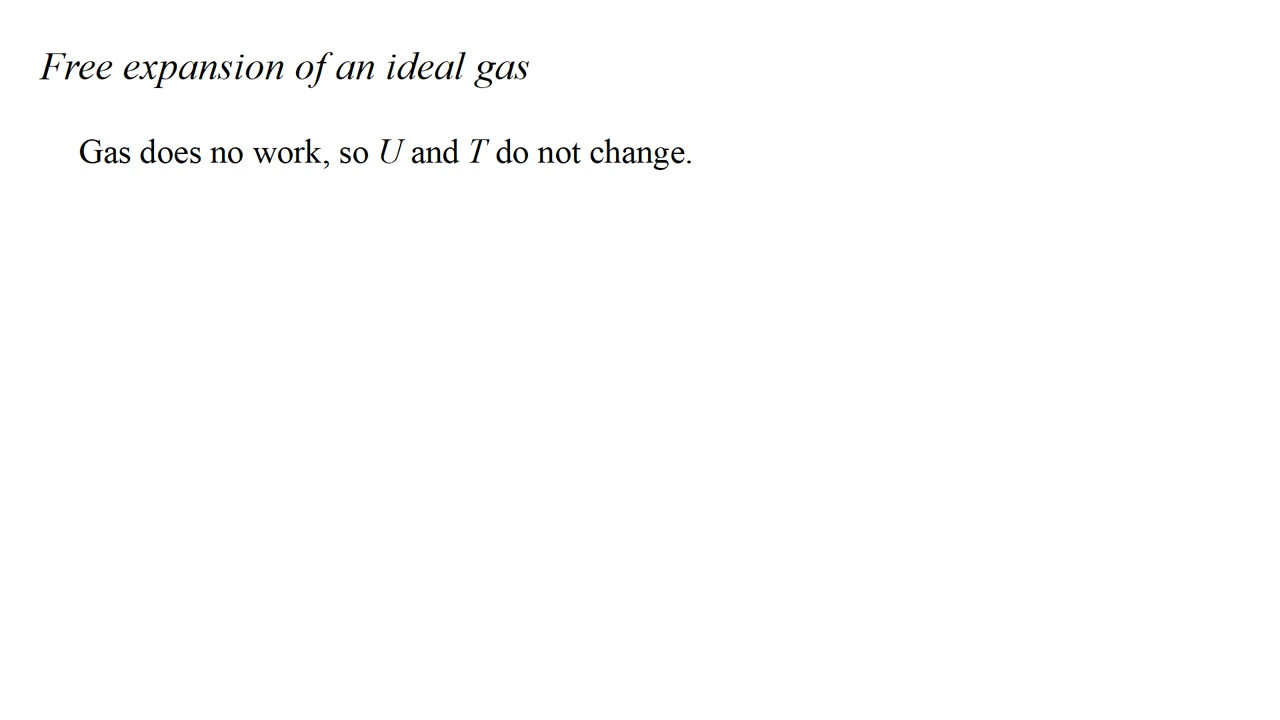 Free expansion of an ideal gas
Gas does no work, so U and T do not change.